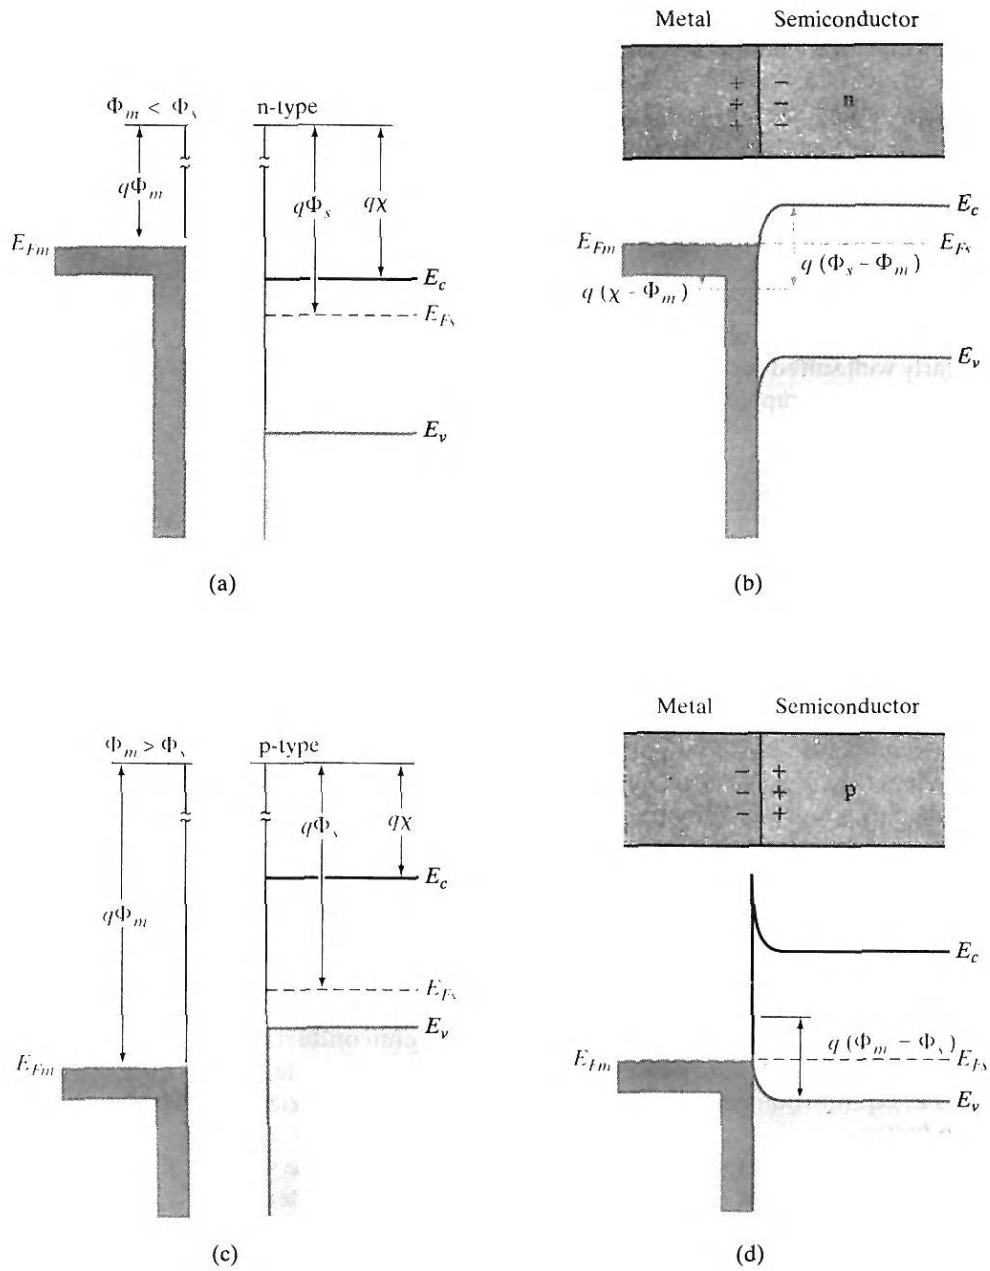 Φm < Φs
n-type
qΦm
qΦs
qχ
EFm
Ec
EFs
Ev
(a)
Metal Semiconductor
+ −
+ −
+ −
n
Ec
EFm
EFs
q (Φs − Φm)
q (χ − Φm)
Ev
(b)
Φm > Φs
p-type
qΦs
qχ
Ec
qΦm
EFs
Ev
EFm
(c)
Metal Semiconductor
− +
− +
− +
p
Ec
q (Φm − Φs)
EFm
EFs
Ev
(d)